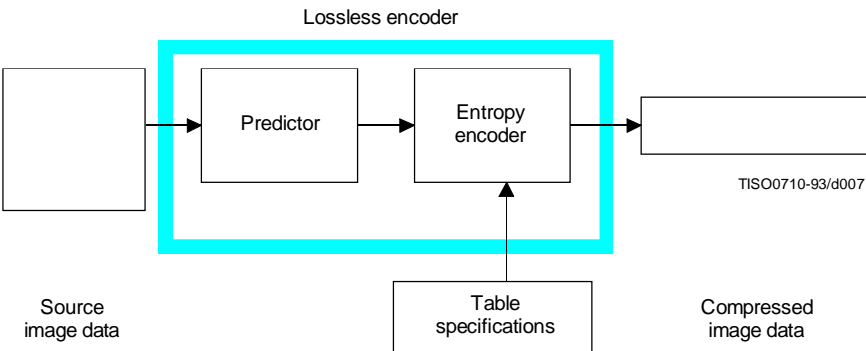 Lossless encoder
Predictor
Entropy
encoder
TISO0710-93/d007
Source
image data
Table
specifications
Compressed
image data